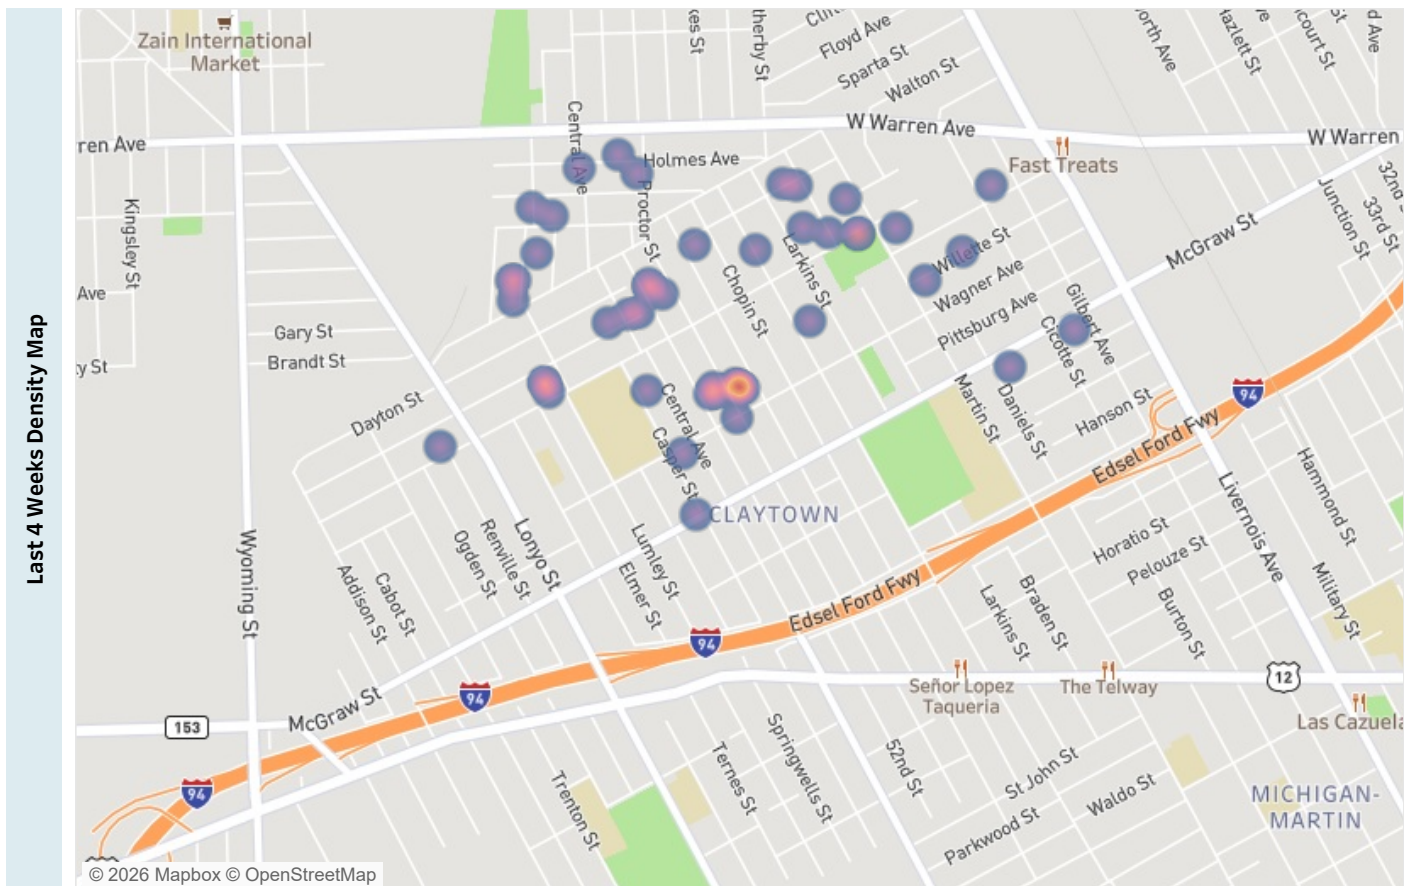 Last 4 Weeks Density Map
Zain International
Market
Floyd Ave
Sparta St
Walton St
Hazlett St
W Warren Ave
W Warren
ren Ave
Fast Treats
Central Ave
Holmes Ave
Proctor St
Kingsley St
Junction St
33rd St
McGraw St
Willette St
Wagner Ave
Pittsburg Ave
Larkins St
Chopin St
Gilbert Ave
Cicotte St
Ave
Gary St
Brandt St
Dayton St
Central Ave
Casper St
Martin St
Daniels St
Hanson St
94
Edsel Ford Fwy
CLAYTOWN
Hammond St
Livernois Ave
Wyoming St
Lonyo St
Renville St
Ogden St
Lumley St
Elmer St
Cabot St
Addison St
Horatio St
Pelouze St
Military St
Edsel Ford Fwy
Larkins St
Braden St
Burton St
94
94
12
Señor Lopez
Taqueria
The Telway
Las Cazuela
153
McGraw St
Springwells St
Ternes St
52nd St
St John St
Waldo St
Parkwood St
Trenton St
94
MICHIGAN-
MARTIN
© 2026 Mapbox © OpenStreetMap